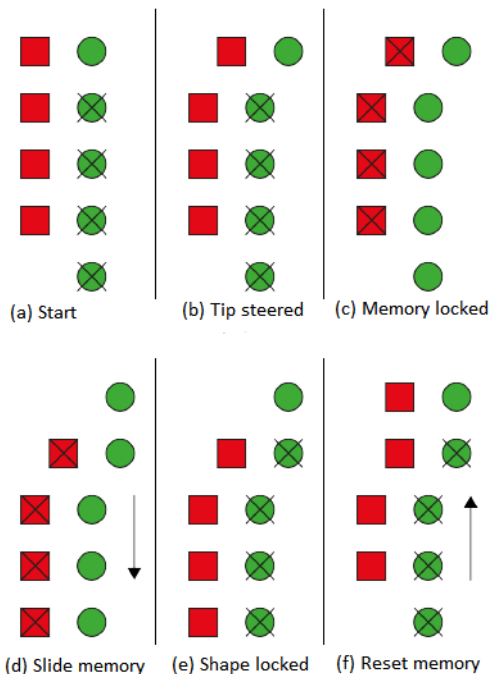 (a) Start
(b) Tip steered
(c) Memory locked
(d) Slide memory
(e) Shape locked
(f) Reset memory